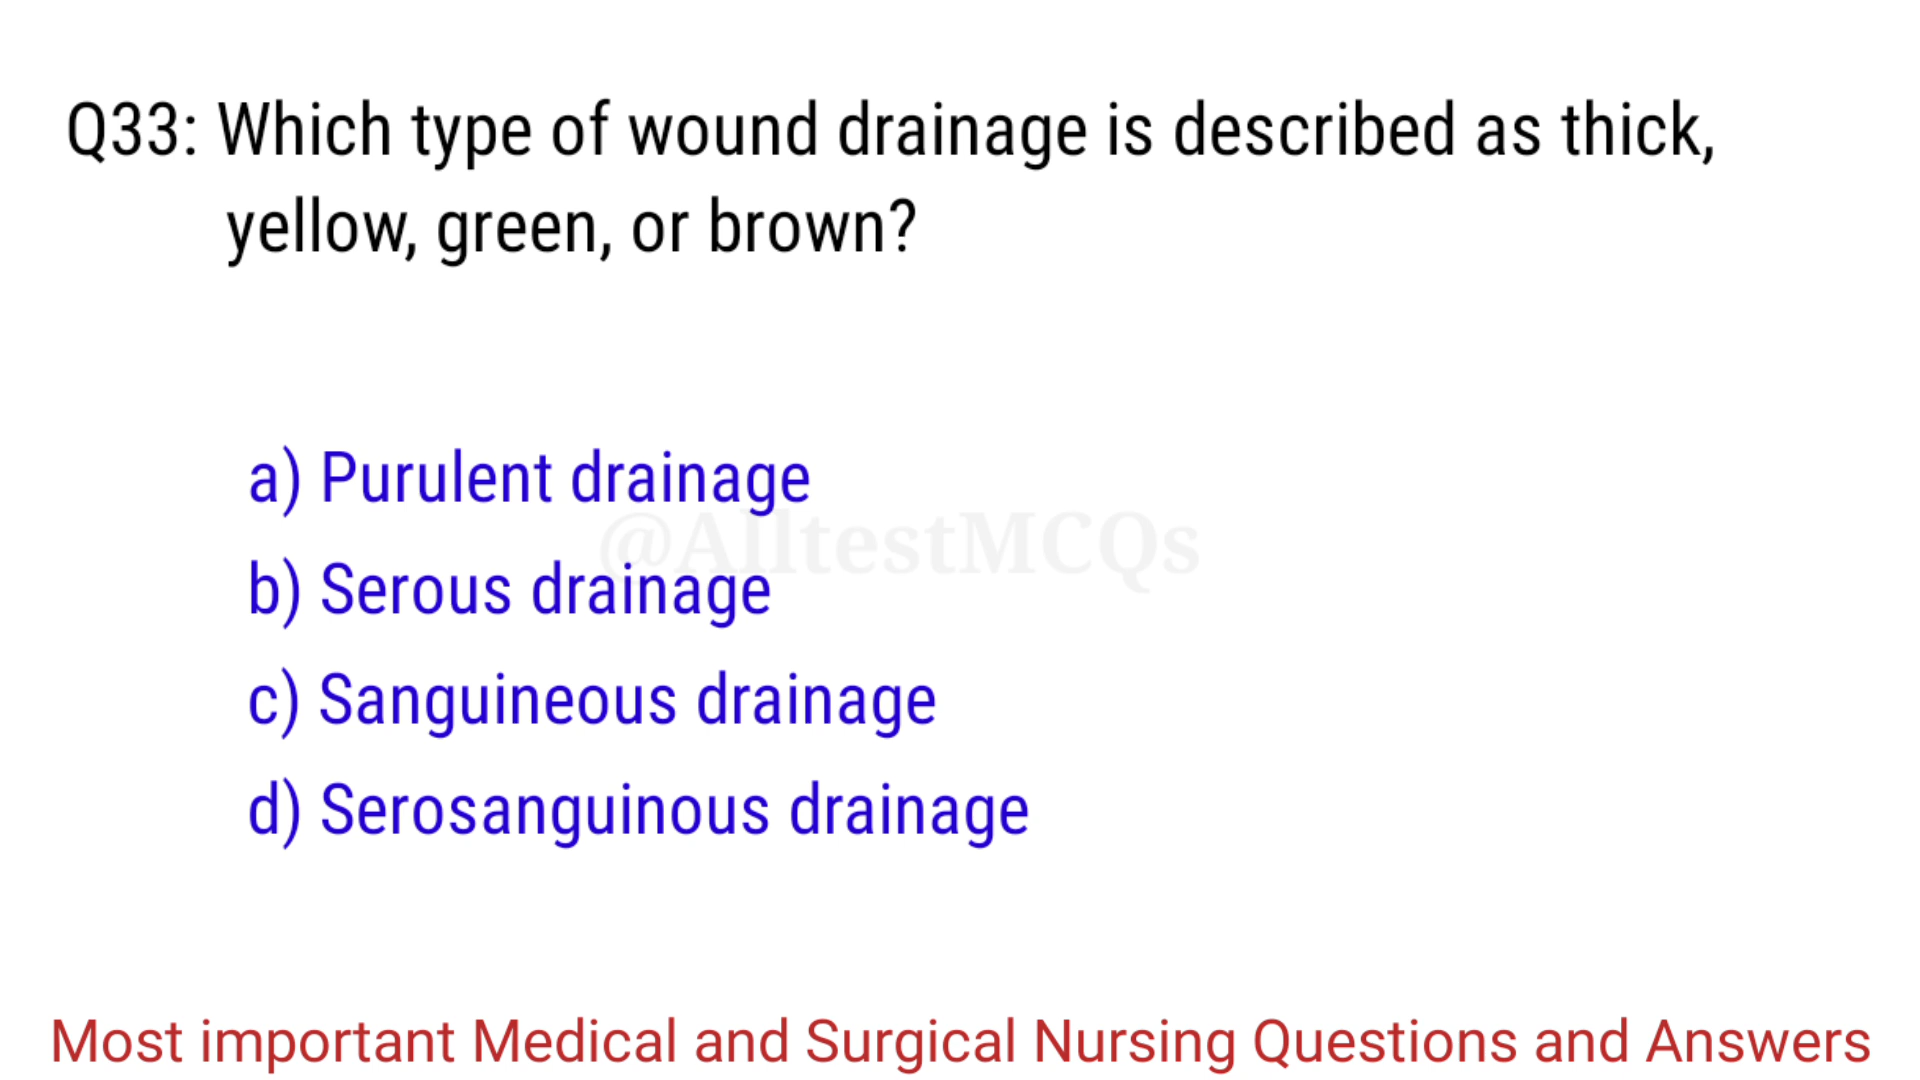 Q33: Which type of wound drainage is described as thick,
yellow, green, or brown?
a) Purulent drainage
@AlltestMCQs
b) Serous drainage
c) Sanguineous drainage
d) Serosanguinous drainage
Most important Medical and Surgical Nursing Questions and Answers